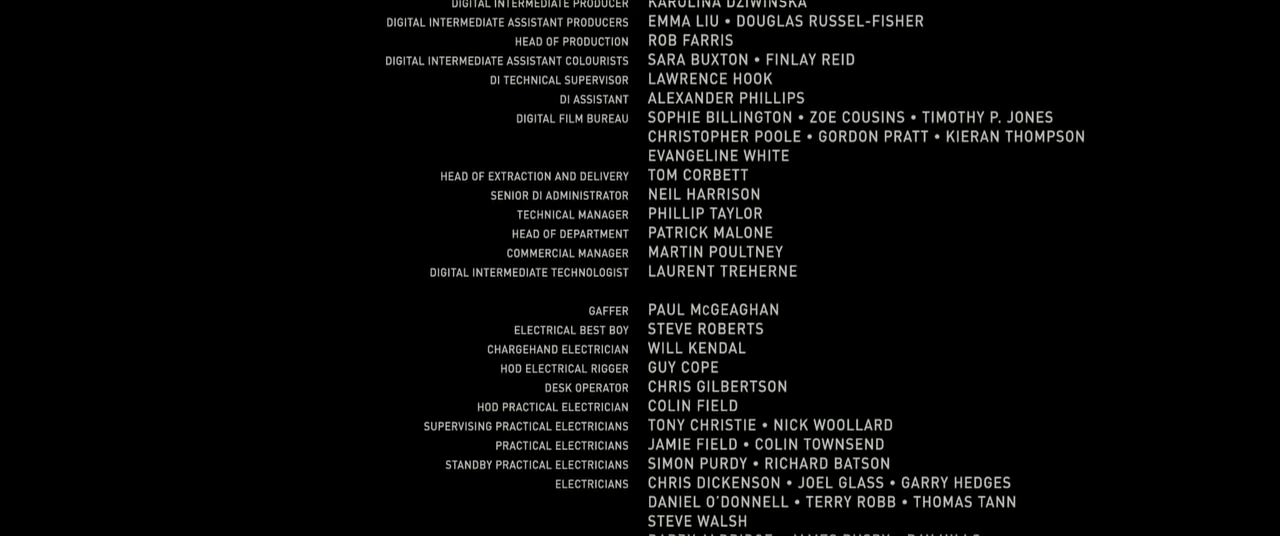 DIGITAL INTERMEDIATE PRODUCER KAROLINA DZIWINSKA
DIGITAL INTERMEDIATE ASSISTANT PRODUCERS EMMA LIU • DOUGLAS RUSSEL-FISHER
HEAD OF PRODUCTION ROB FARRIS
DIGITAL INTERMEDIATE ASSISTANT COLOURISTS SARA BUXTON • FINLAY REID
DI TECHNICAL SUPERVISOR LAWRENCE HOOK
DI ASSISTANT ALEXANDER PHILLIPS
DIGITAL FILM BUREAU SOPHIE BILLINGTON • ZOE COUSINS • TIMOTHY P. JONES
CHRISTOPHER POOLE • GORDON PRATT • KIERAN THOMPSON
EVANGELINE WHITE
HEAD OF EXTRACTION AND DELIVERY TOM CORBETT
SENIOR DI ADMINISTRATOR NEIL HARRISON
TECHNICAL MANAGER PHILLIP TAYLOR
HEAD OF DEPARTMENT PATRICK MALONE
COMMERCIAL MANAGER MARTIN POULTNEY
DIGITAL INTERMEDIATE TECHNOLOGIST LAURENT TREHERNE
GAFFER PAUL McGEAGHAN
ELECTRICAL BEST BOY STEVE ROBERTS
CHARGEHAND ELECTRICIAN WILL KENDAL
HOD ELECTRICAL RIGGER GUY COPE
DESK OPERATOR CHRIS GILBERTSON
HOD PRACTICAL ELECTRICIAN COLIN FIELD
SUPERVISING PRACTICAL ELECTRICIANS TONY CHRISTIE • NICK WOOLLARD
PRACTICAL ELECTRICIANS JAMIE FIELD • COLIN TOWNSEND
STANDBY PRACTICAL ELECTRICIANS SIMON PURDY • RICHARD BATSON
ELECTRICIANS CHRIS DICKENSON • JOEL GLASS • GARRY HEDGES
DANIEL O'DONNELL • TERRY ROBB • THOMAS TANN
STEVE WALSH